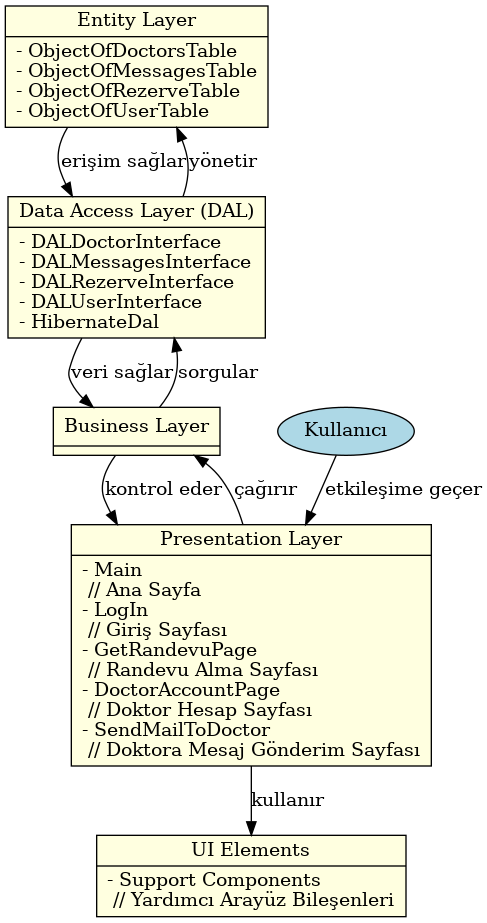 Entity Layer
- ObjectOfDoctorsTable
- ObjectOfMessagesTable
- ObjectOfRezerveTable
- ObjectOfUserTable
erişim sağlar
yönetir
Data Access Layer (DAL)
- DALDoctorInterface
- DALMessagesInterface
- DALRezerveInterface
- DALUserInterface
- HibernateDal
veri sağlar
sorgular
Business Layer
Kullanıcı
kontrol eder
çağırır
etkileşime geçer
Presentation Layer
- Main
// Ana Sayfa
- LogIn
// Giriş Sayfası
- GetRandevuPage
// Randevu Alma Sayfası
- DoctorAccountPage
// Doktor Hesap Sayfası
- SendMailToDoctor
// Doktora Mesaj Gönderim Sayfası
kullanır
UI Elements
- Support Components
// Yardımcı Arayüz Bileşenleri